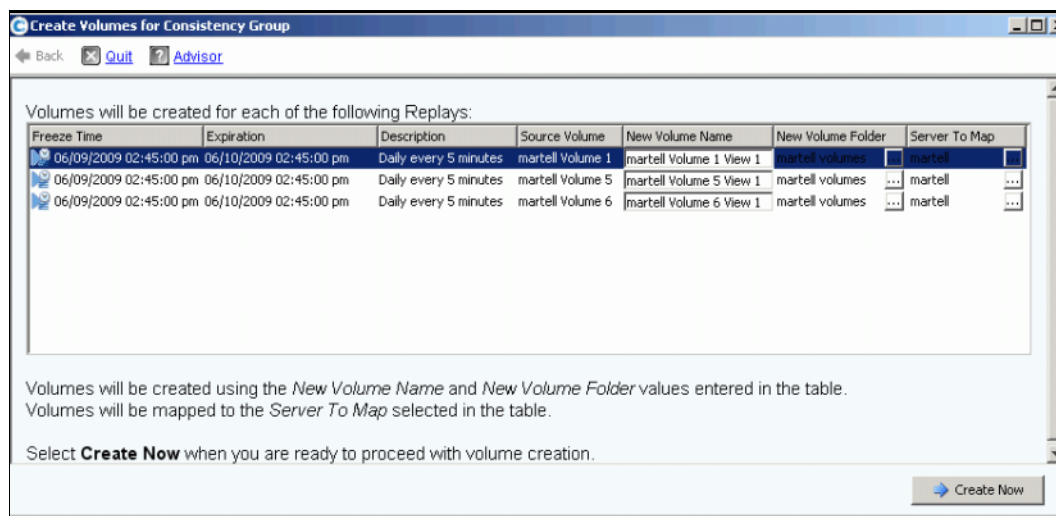 Create Volumes for Consistency Group
Back Quit ? Advisor
Volumes will be created for each of the following Replays:
Freeze Time Expiration Description Source Volume New Volume Name New Volume Folder Server To Map
06/09/2009 02:45:00 pm 06/10/2009 02:45:00 pm Daily every 5 minutes martell Volume 1 martell Volume 1 View 1 martell volumes ... martell ...
06/09/2009 02:45:00 pm 06/10/2009 02:45:00 pm Daily every 5 minutes martell Volume 5 martell Volume 5 View 1 martell volumes ... martell ...
06/09/2009 02:45:00 pm 06/10/2009 02:45:00 pm Daily every 5 minutes martell Volume 6 martell Volume 6 View 1 martell volumes ... martell ...
Volumes will be created using the New Volume Name and New Volume Folder values entered in the table.
Volumes will be mapped to the Server To Map selected in the table.
Select Create Now when you are ready to proceed with volume creation.
Create Now